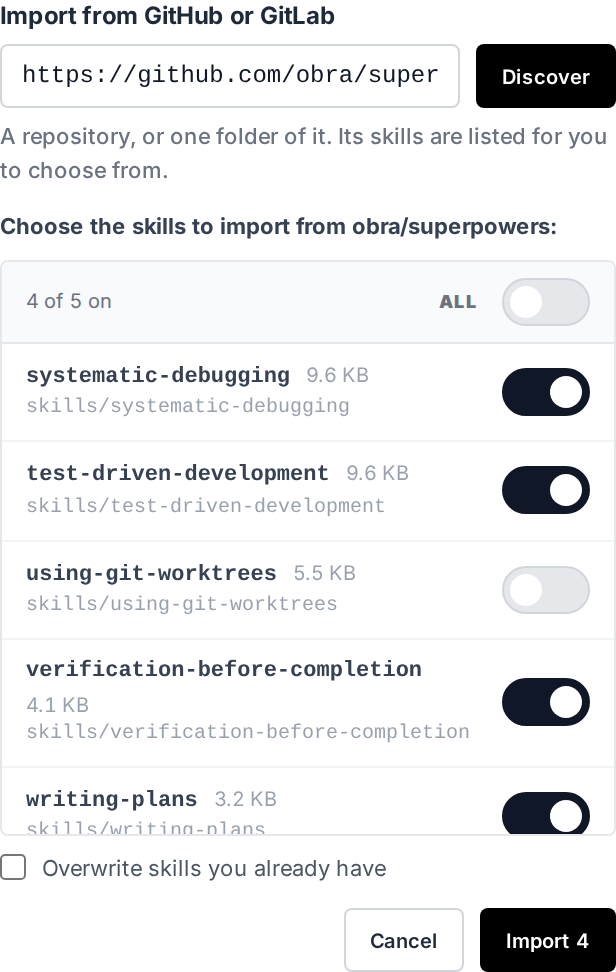 Import from GitHub or GitLab
https://github.com/obra/super
Discover
A repository, or one folder of it. Its skills are listed for you
to choose from.
Choose the skills to import from obra/superpowers:
4 of 5 on
ALL
systematic-debugging 9.6 KB
skills/systematic-debugging
test-driven-development 9.6 KB
skills/test-driven-development
using-git-worktrees 5.5 KB
skills/using-git-worktrees
verification-before-completion
4.1 KB
skills/verification-before-completion
writing-plans 3.2 KB
skills/writing-plans
Overwrite skills you already have
Cancel
Import 4